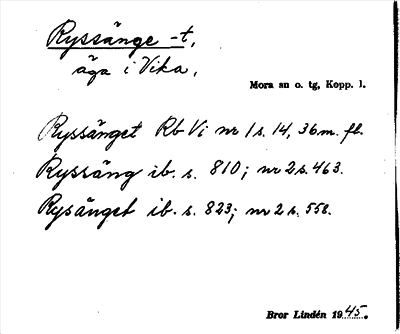 Ryssänge -t,
äga i Vika,
Mora sn o. tg, Kopp. l.
Ryssänget Rb Vi nr 1 s. 14, 36 m. fl.
Ryssäng ib. s. 810; nr 2 s. 463.
Rysänget ib. s. 823; nr 2 s. 558.
Bror Lindén 1945.